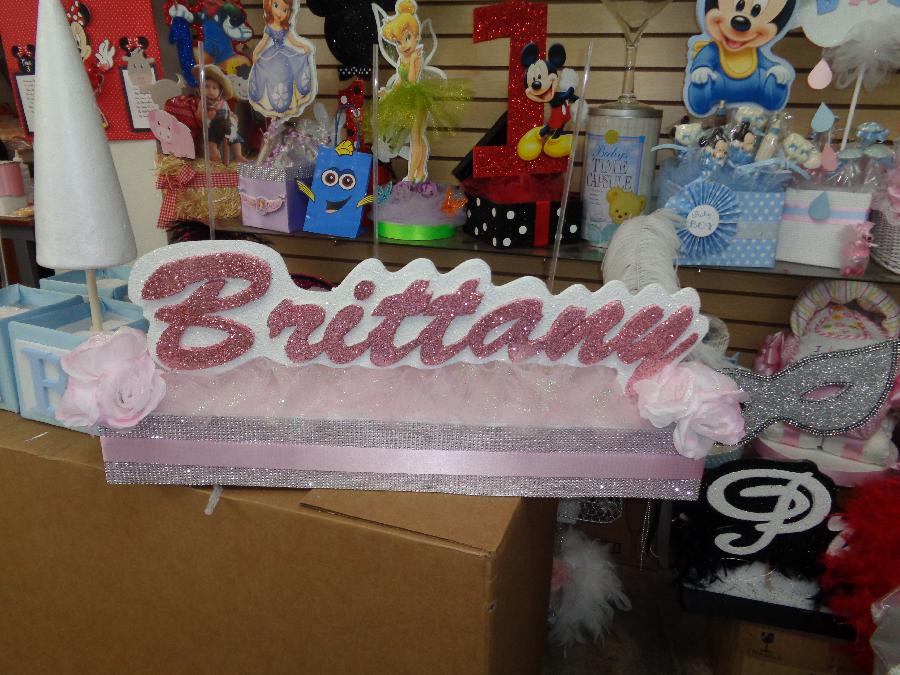 1
Baby's
TIME
CAPSULE
Baby
BOY
Brittany
F
P